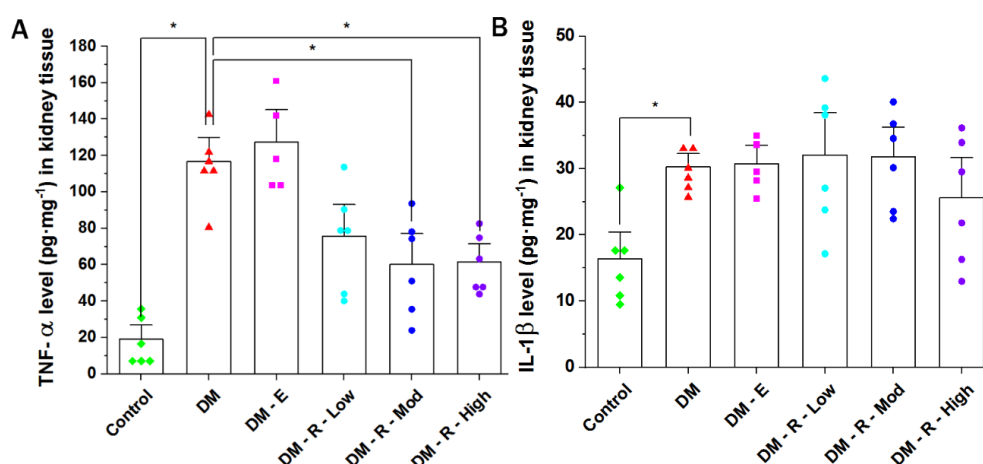 A
TNF- α level (pg·mg⁻¹) in kidney tissue
180
160
140
120
100
80
60
40
20
0
*
*
*
Control
DM
DM - E
DM - R - Low
DM - R - Mod
DM - R - High
B
IL-1β level (pg·mg⁻¹) in kidney tissue
50
40
30
20
10
0
*
Control
DM
DM - E
DM - R - Low
DM - R - Mod
DM - R - High